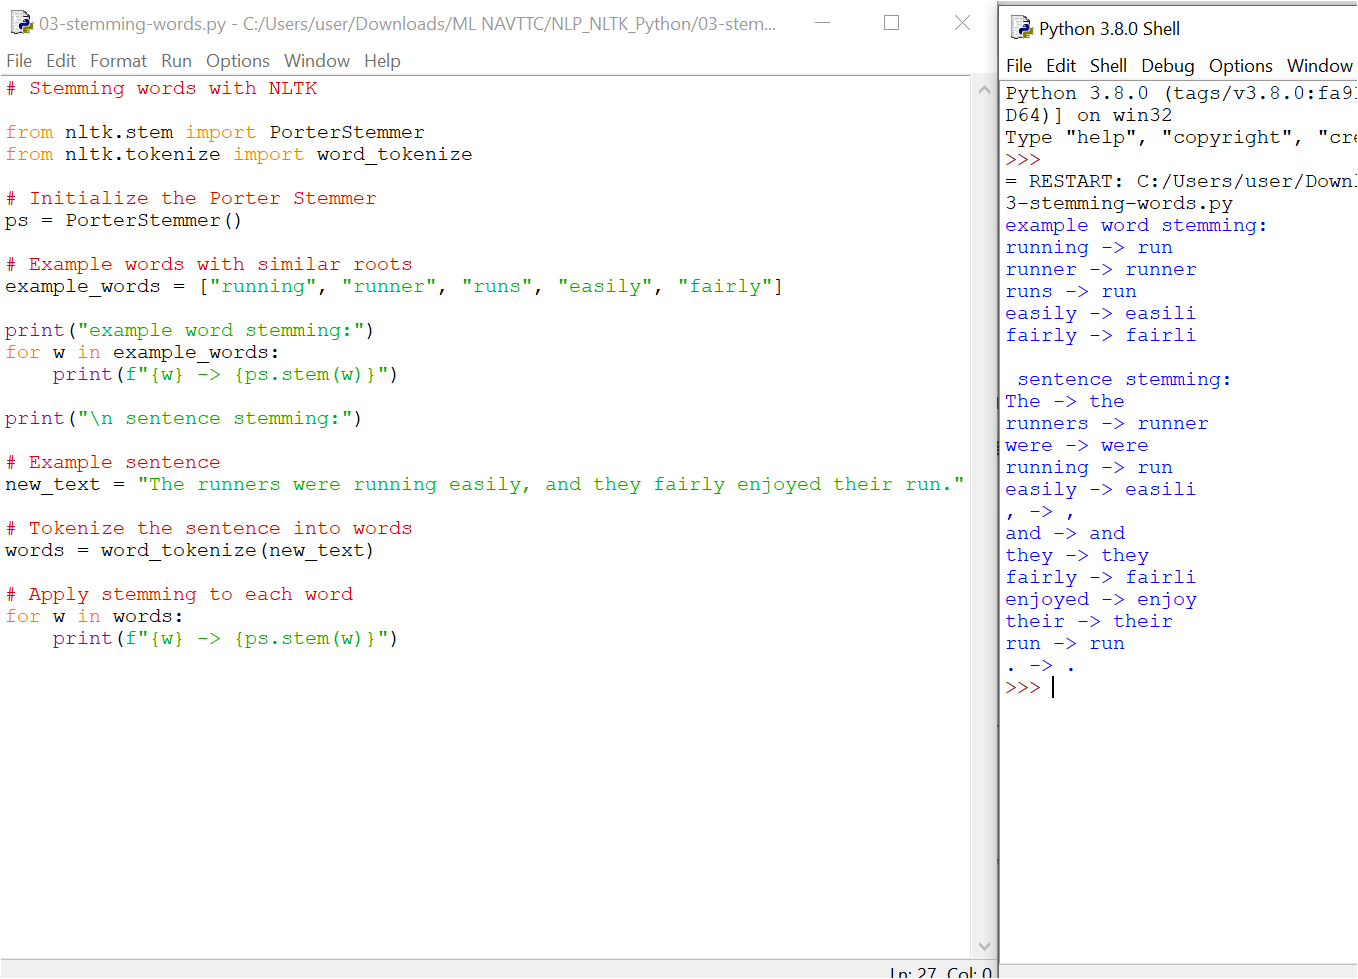 03-stemming-words.py - C:/Users/user/Downloads/ML NAVTTC/NLP_NLTK_Python/03-stem...
File Edit Format Run Options Window Help
# Stemming words with NLTK
from nltk.stem import PorterStemmer
from nltk.tokenize import word_tokenize
# Initialize the Porter Stemmer
ps = PorterStemmer()
# Example words with similar roots
example_words = ["running", "runner", "runs", "easily", "fairly"]
print("example word stemming:")
for w in example_words:
    print(f"{w} -> {ps.stem(w)}")
print("\n sentence stemming:")
# Example sentence
new_text = "The runners were running easily, and they fairly enjoyed their run."
# Tokenize the sentence into words
words = word_tokenize(new_text)
# Apply stemming to each word
for w in words:
    print(f"{w} -> {ps.stem(w)}")
Ln: 27 Col: 0
Python 3.8.0 Shell
File Edit Shell Debug Options Window
Python 3.8.0 (tags/v3.8.0:fa9
D64)] on win32
Type "help", "copyright", "cre
>>>
= RESTART: C:/Users/user/Downl
3-stemming-words.py
example word stemming:
running -> run
runner -> runner
runs -> run
easily -> easili
fairly -> fairli
 sentence stemming:
The -> the
runners -> runner
were -> were
running -> run
easily -> easili
, -> ,
and -> and
they -> they
fairly -> fairli
enjoyed -> enjoy
their -> their
run -> run
. -> .
>>>